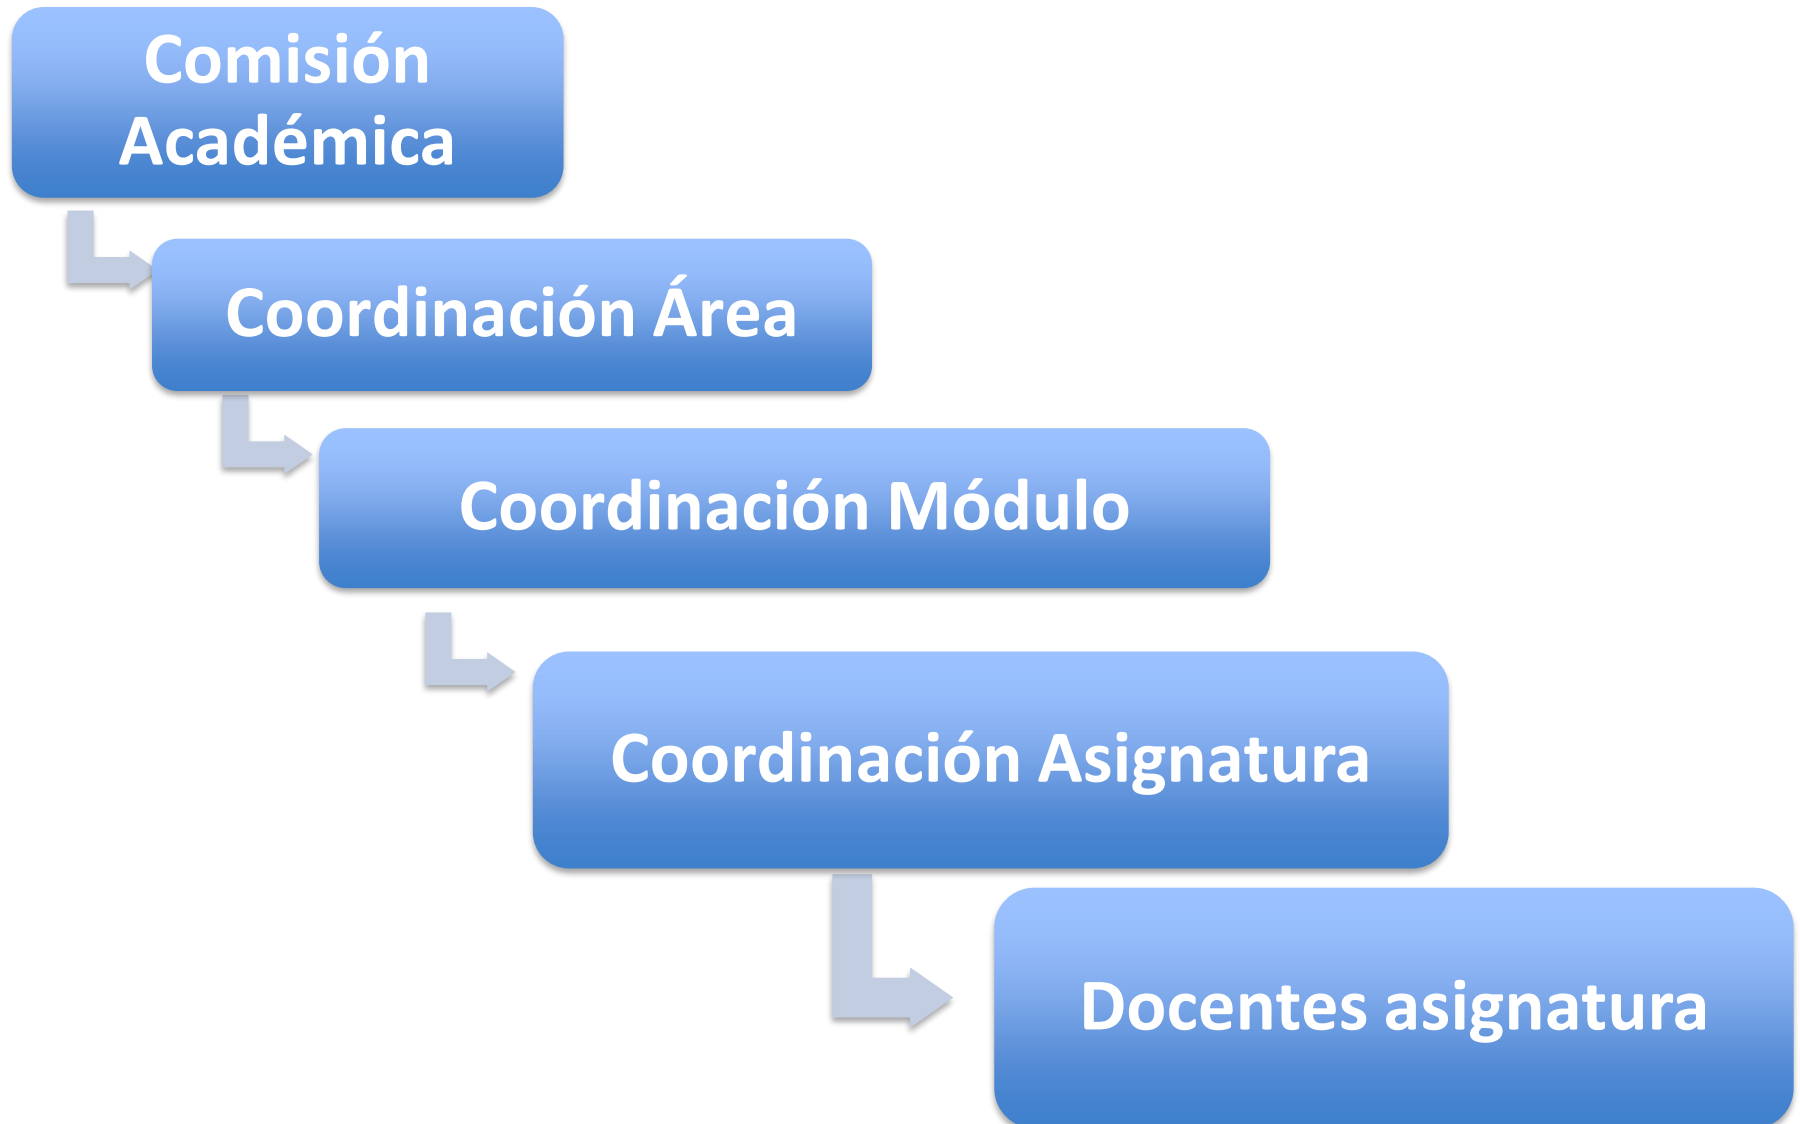 Comisión
Académica
Coordinación Área
Coordinación Módulo
Coordinación Asignatura
Docentes asignatura